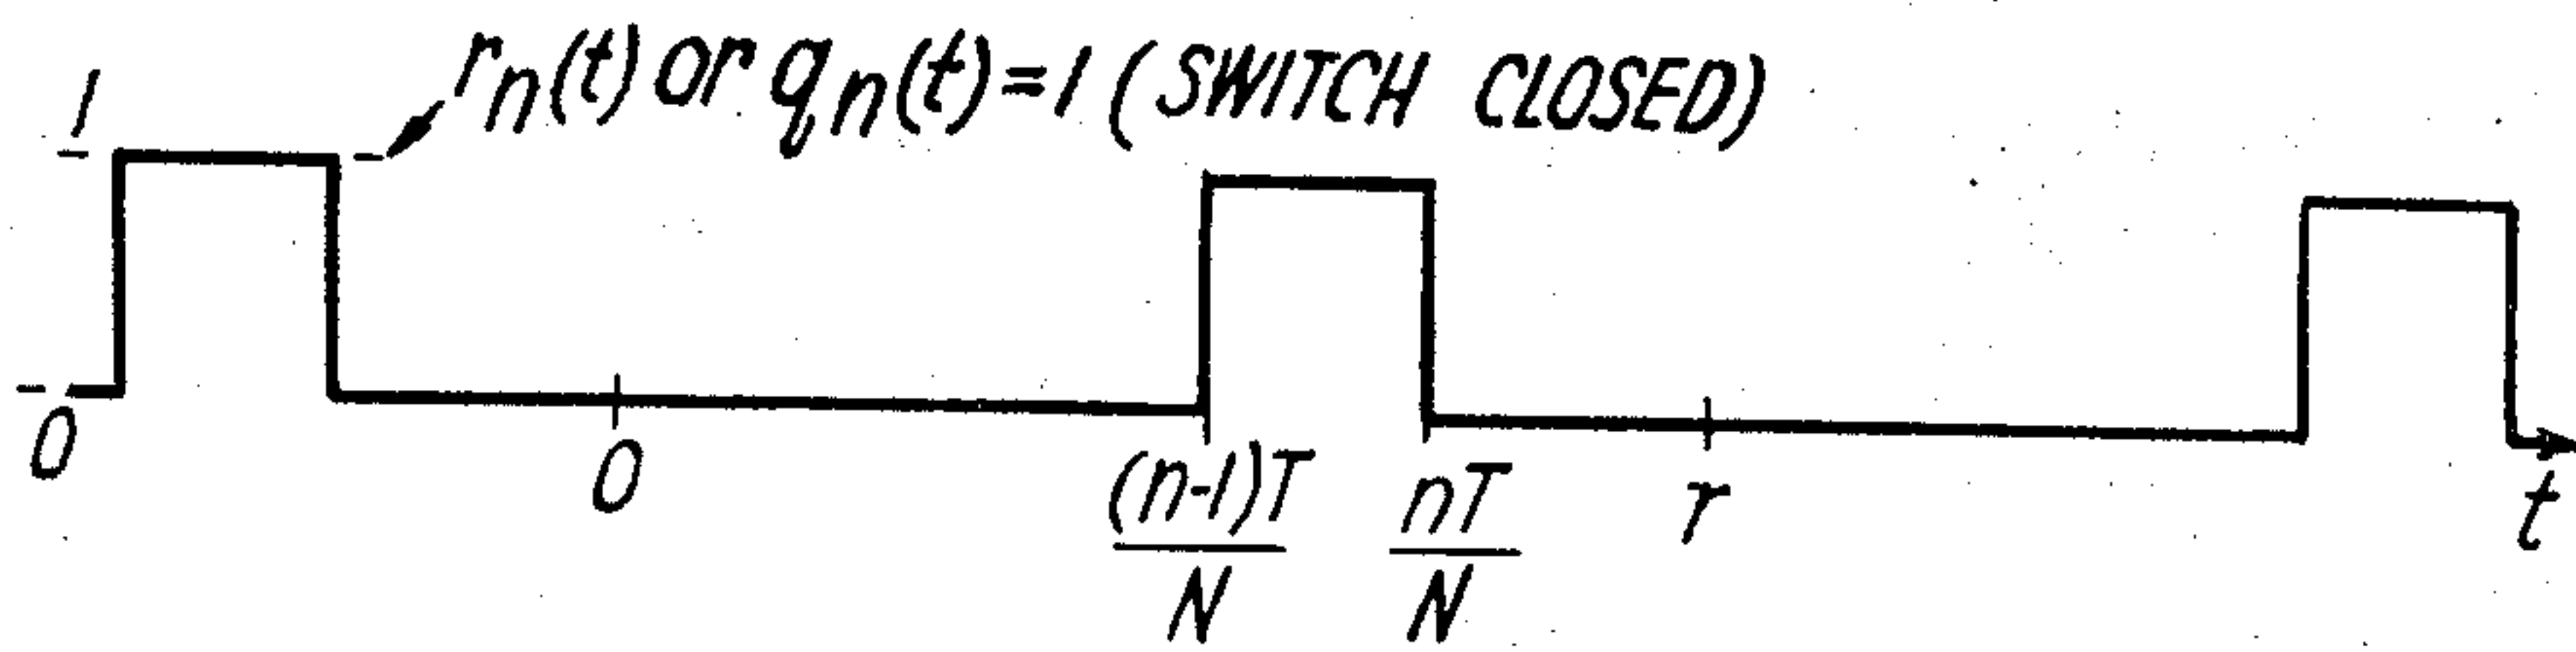 1
rn(t) or qn(t)=1 (SWITCH CLOSED)
0
0
(n-1)T
N
nT
N
r
t